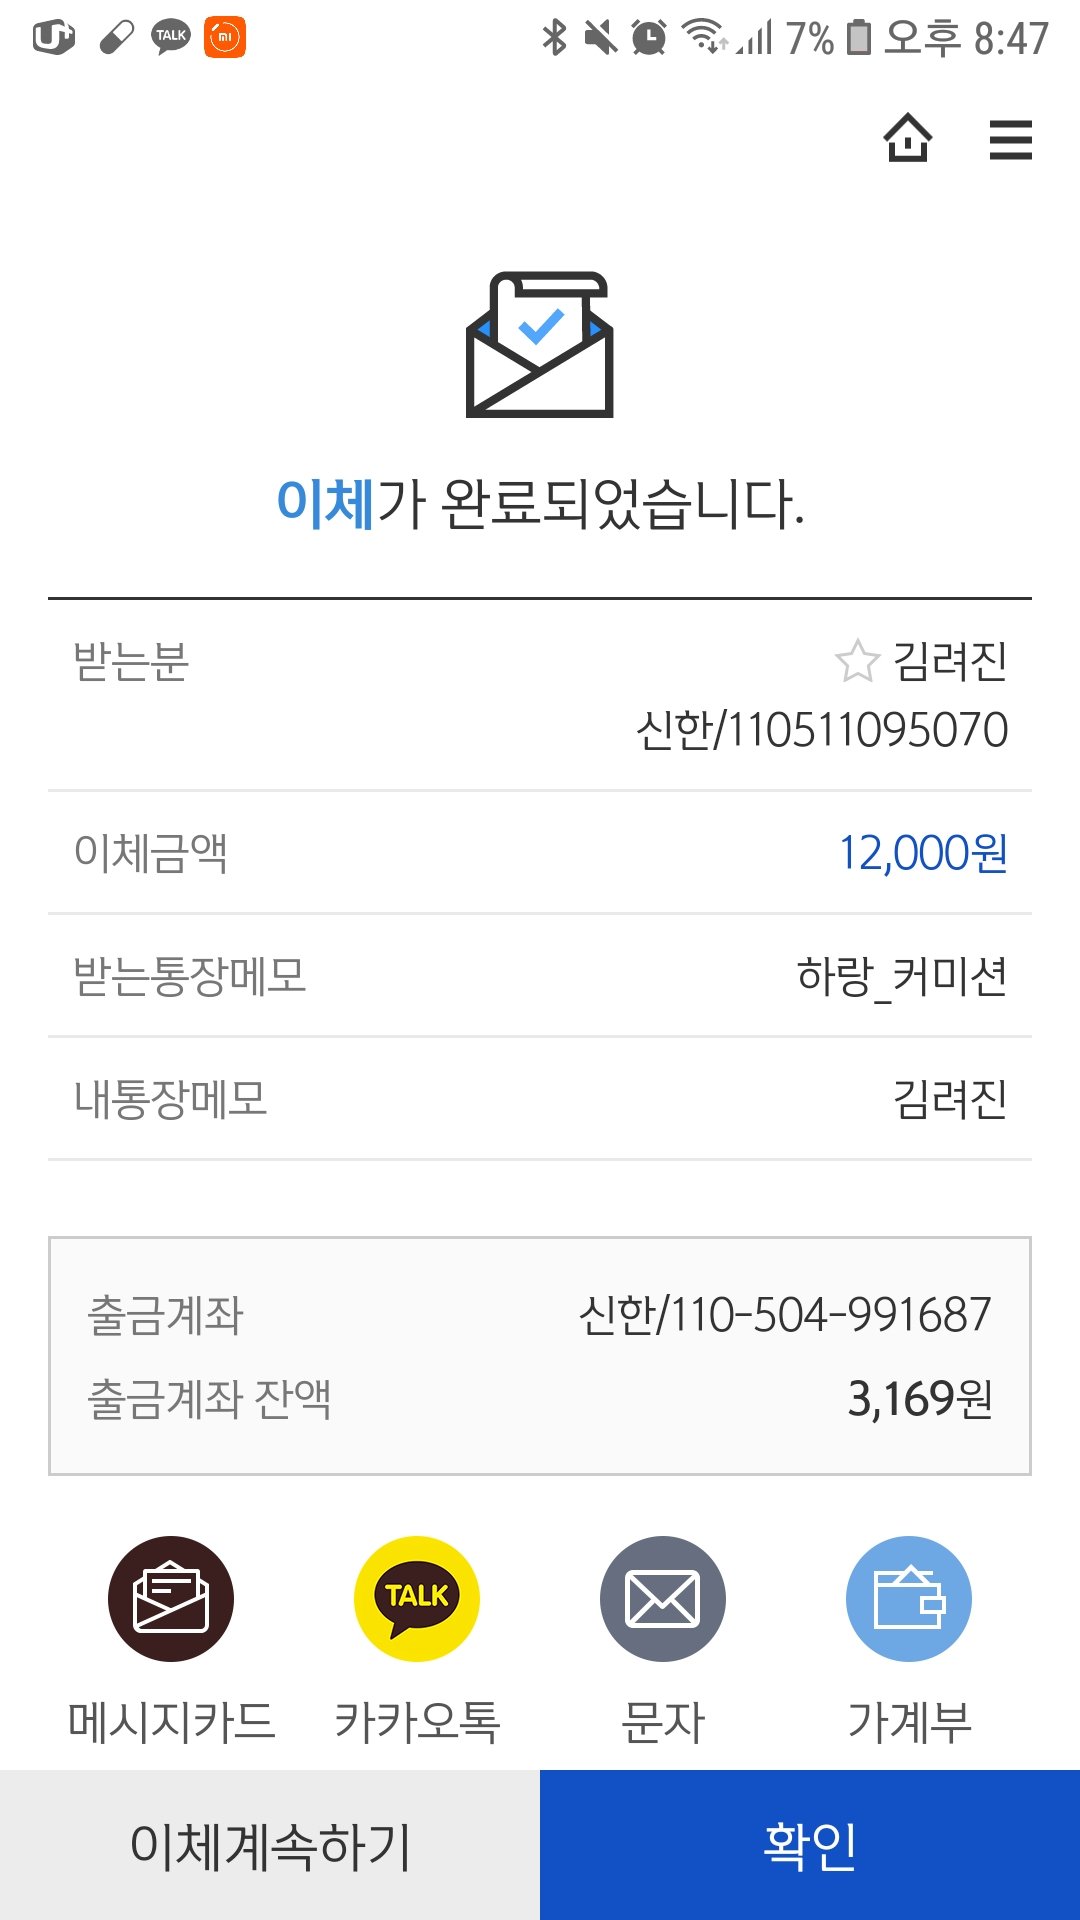 U+ TALK mi 7% 오후 8:47
이체가 완료되었습니다.
받는분 김려진
신한/110511095070
이체금액 12,000원
받는통장메모 하랑_커미션
내통장메모 김려진
출금계좌 신한/110-504-991687
출금계좌 잔액 3,169원
TALK
메시지카드 카카오톡 문자 가계부
이체계속하기 확인